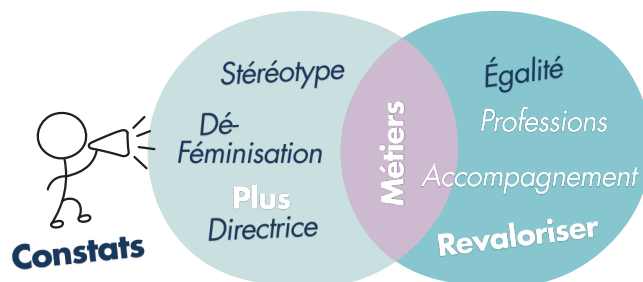 Stéréotype
Dé-
Féminisation
Plus
Directrice
Métiers
Égalité
Professions
Accompagnement
Revaloriser
Constats